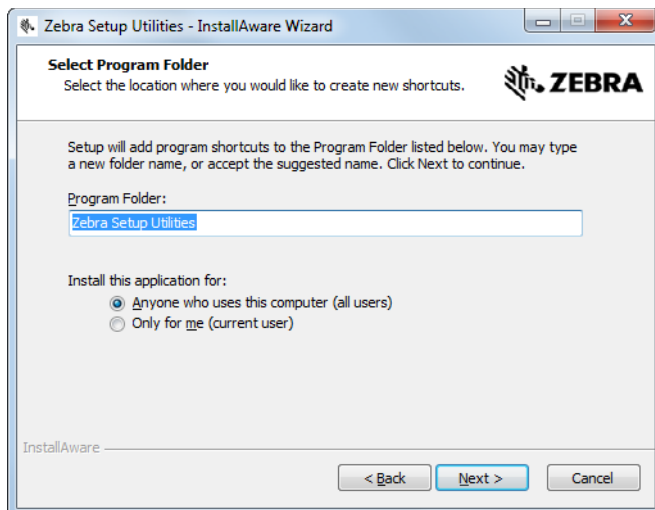 Zebra Setup Utilities - InstallAware Wizard
Select Program Folder
Select the location where you would like to create new shortcuts.
ZEBRA
Setup will add program shortcuts to the Program Folder listed below. You may type
a new folder name, or accept the suggested name. Click Next to continue.
Program Folder:
Zebra Setup Utilities
Install this application for:
Anyone who uses this computer (all users)
Only for me (current user)
InstallAware
< Back Next > Cancel